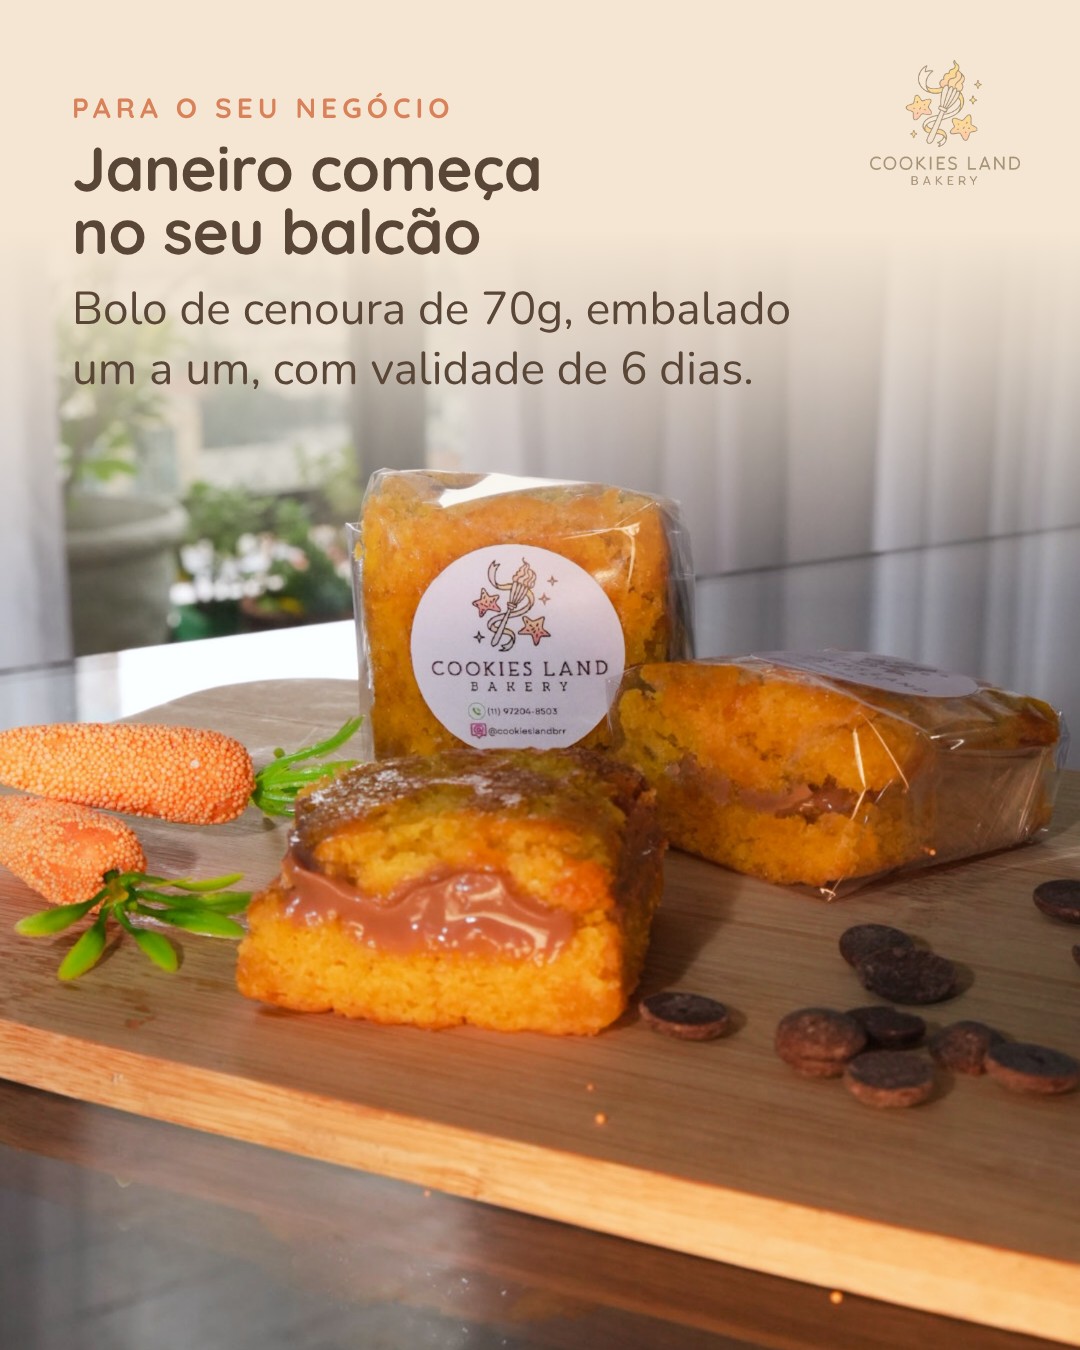 PARA O SEU NEGÓCIO
Janeiro começa
no seu balcão
Bolo de cenoura de 70g, embalado
um a um, com validade de 6 dias.
COOKIES LAND
BAKERY
COOKIES LAND
BAKERY
(11) 97204-8503
@cookieslandbrr